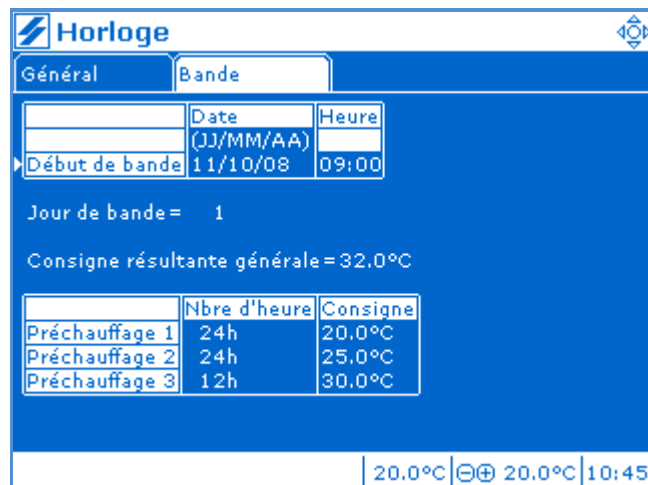 Horloge
Général Bande
Date Heure
(JJ/MM/AA)
Début de bande 11/10/08 09:00
Jour de bande = 1
Consigne résultante générale = 32.0°C
Nbre d'heure Consigne
Préchauffage 1 24h 20.0°C
Préchauffage 2 24h 25.0°C
Préchauffage 3 12h 30.0°C
20.0°C ⊖⊕ 20.0°C 10:45